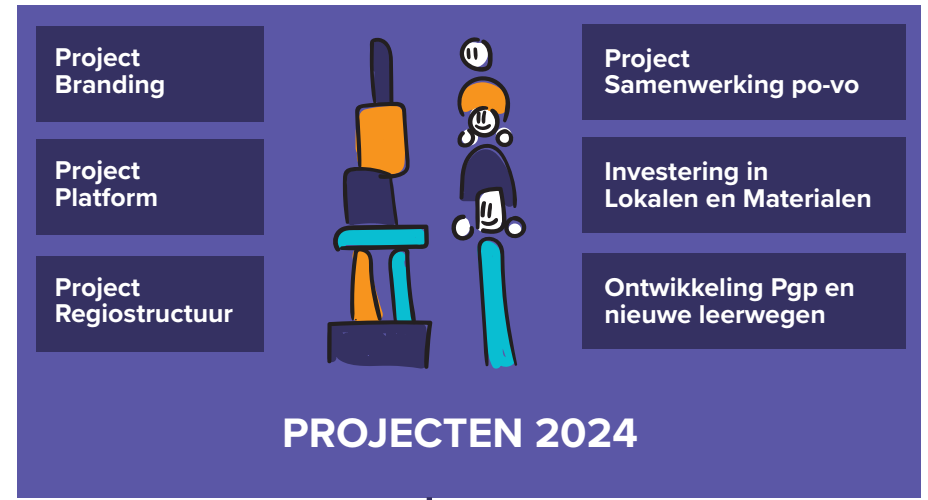 Project
Branding
Project
Platform
Project
Regiostructuur
Project
Samenwerking po-vo
Investering in
Lokalen en Materialen
Ontwikkeling Pgp en
nieuwe leerwegen
PROJECTEN 2024